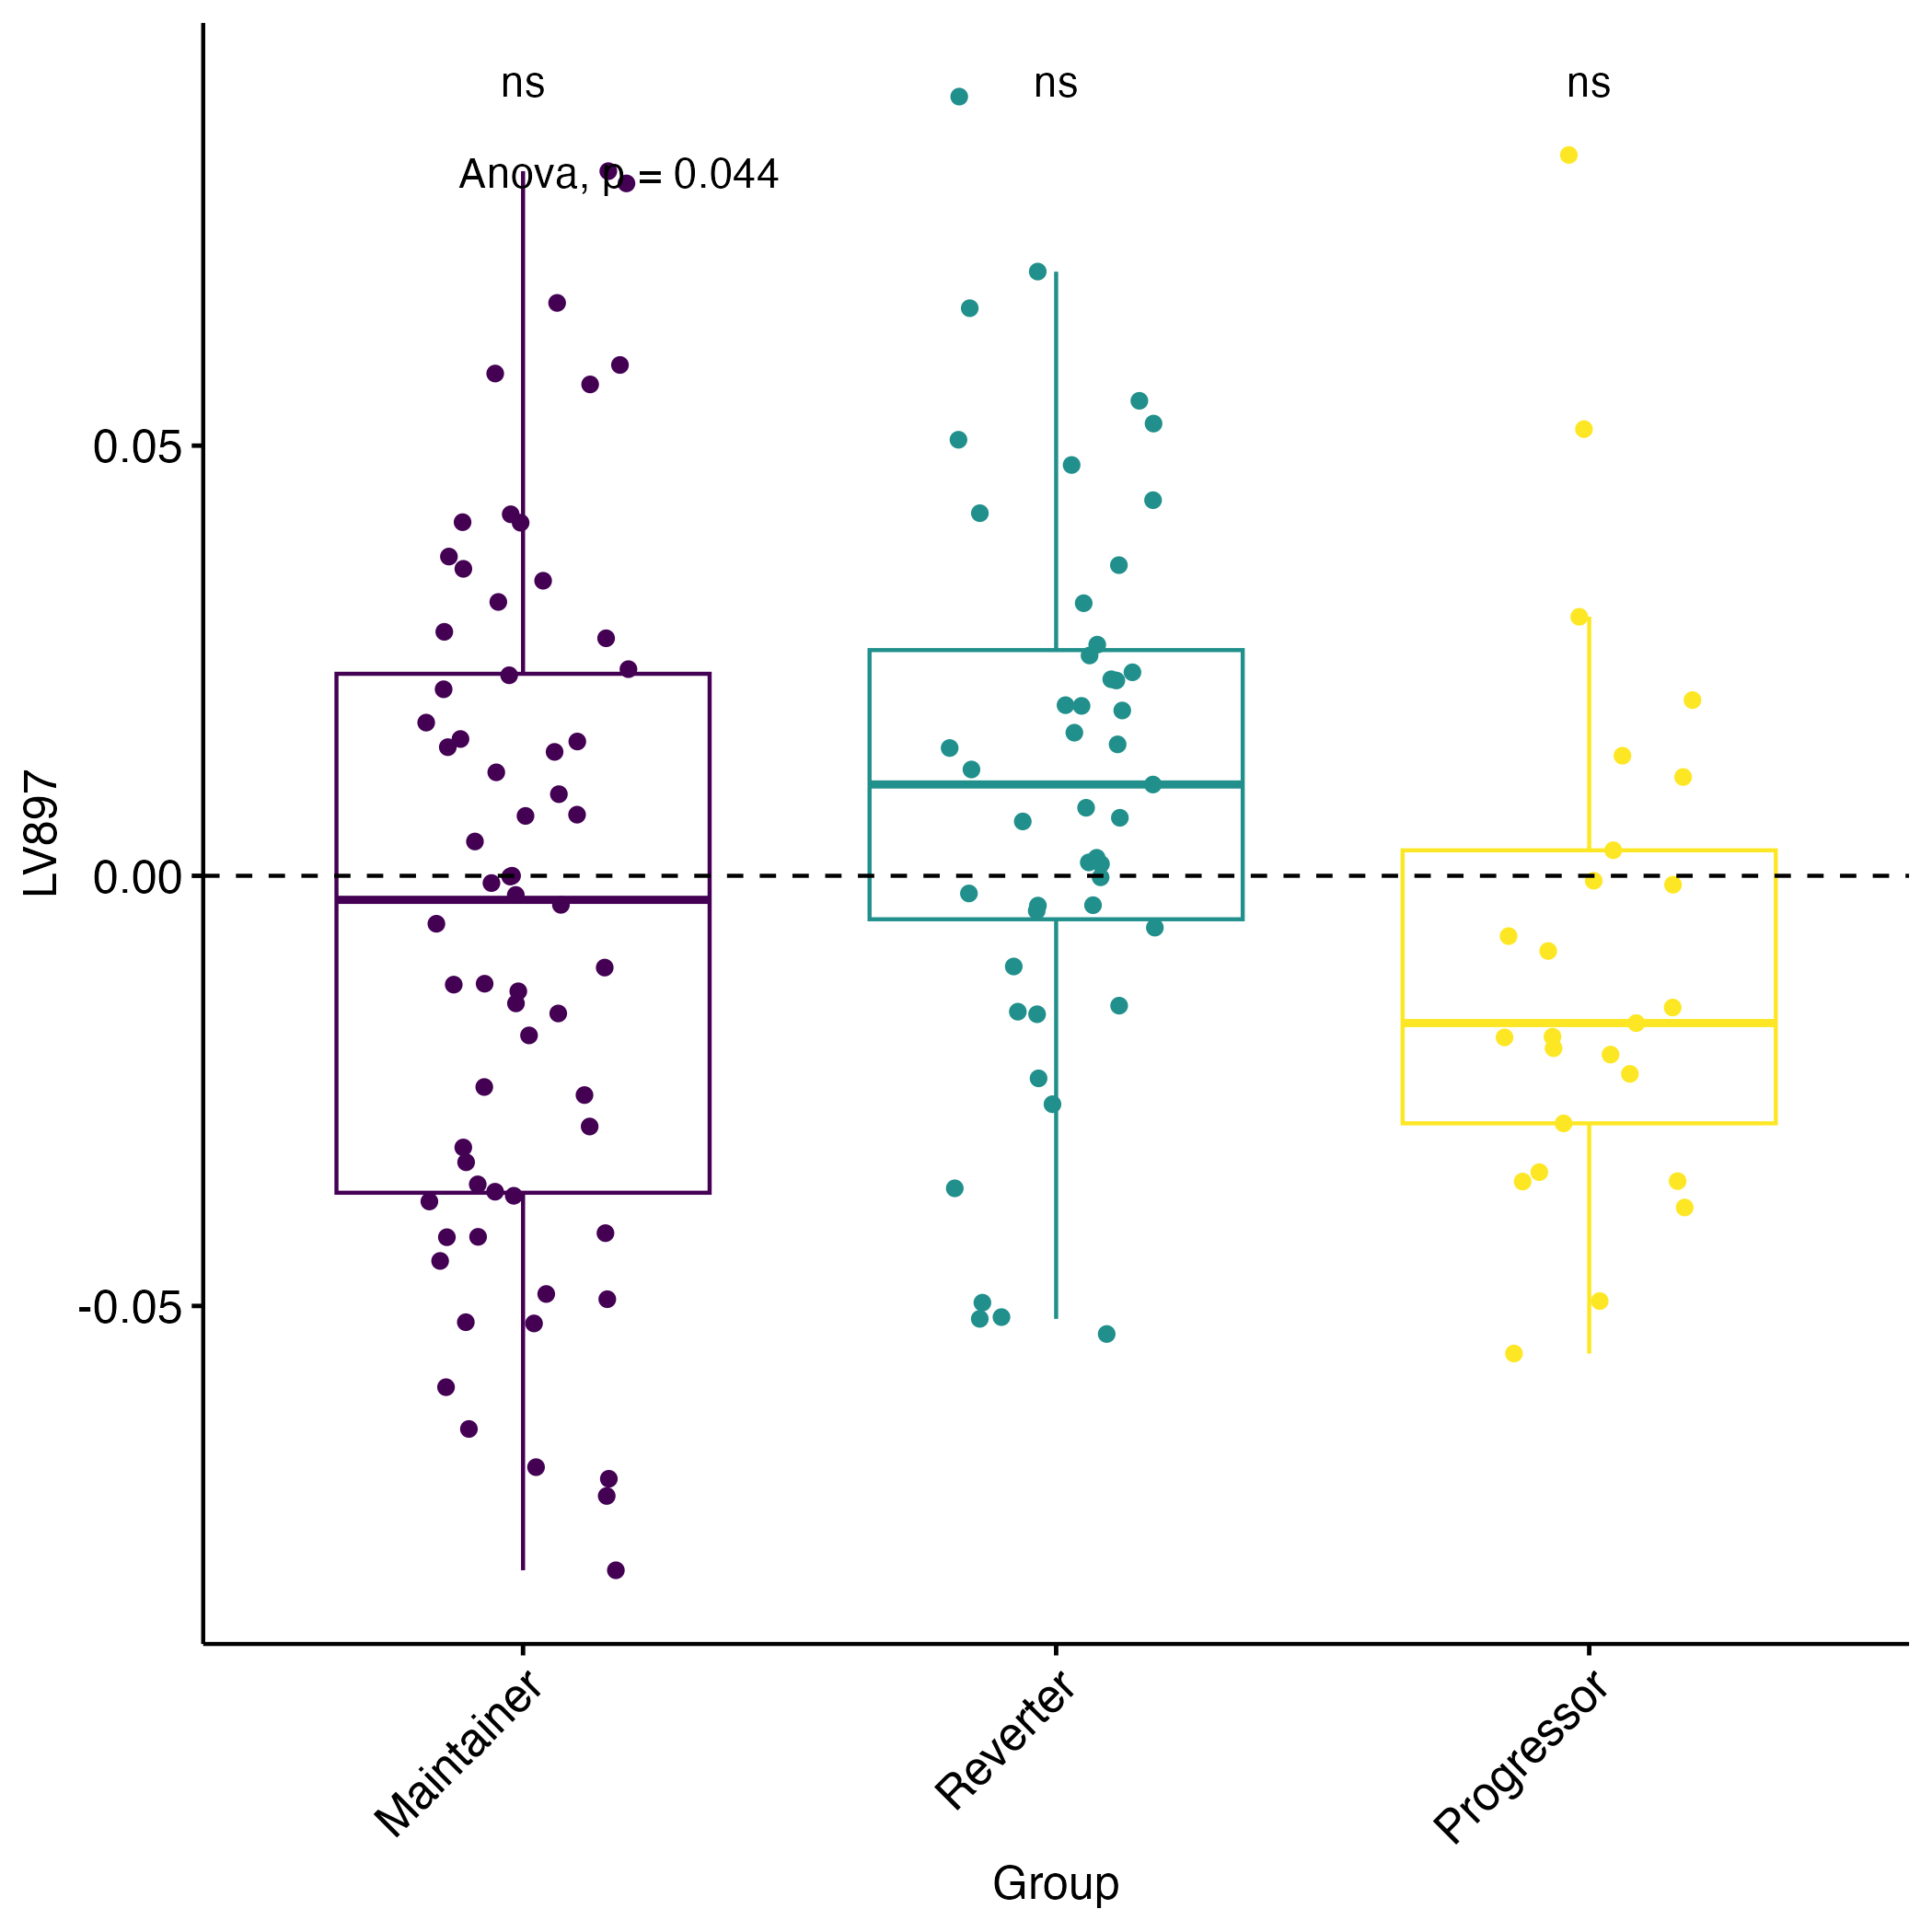 ns ns ns
Anova, p = 0.044
0.05
0.00
-0.05
LV897
Maintainer Reverter Progressor
Group